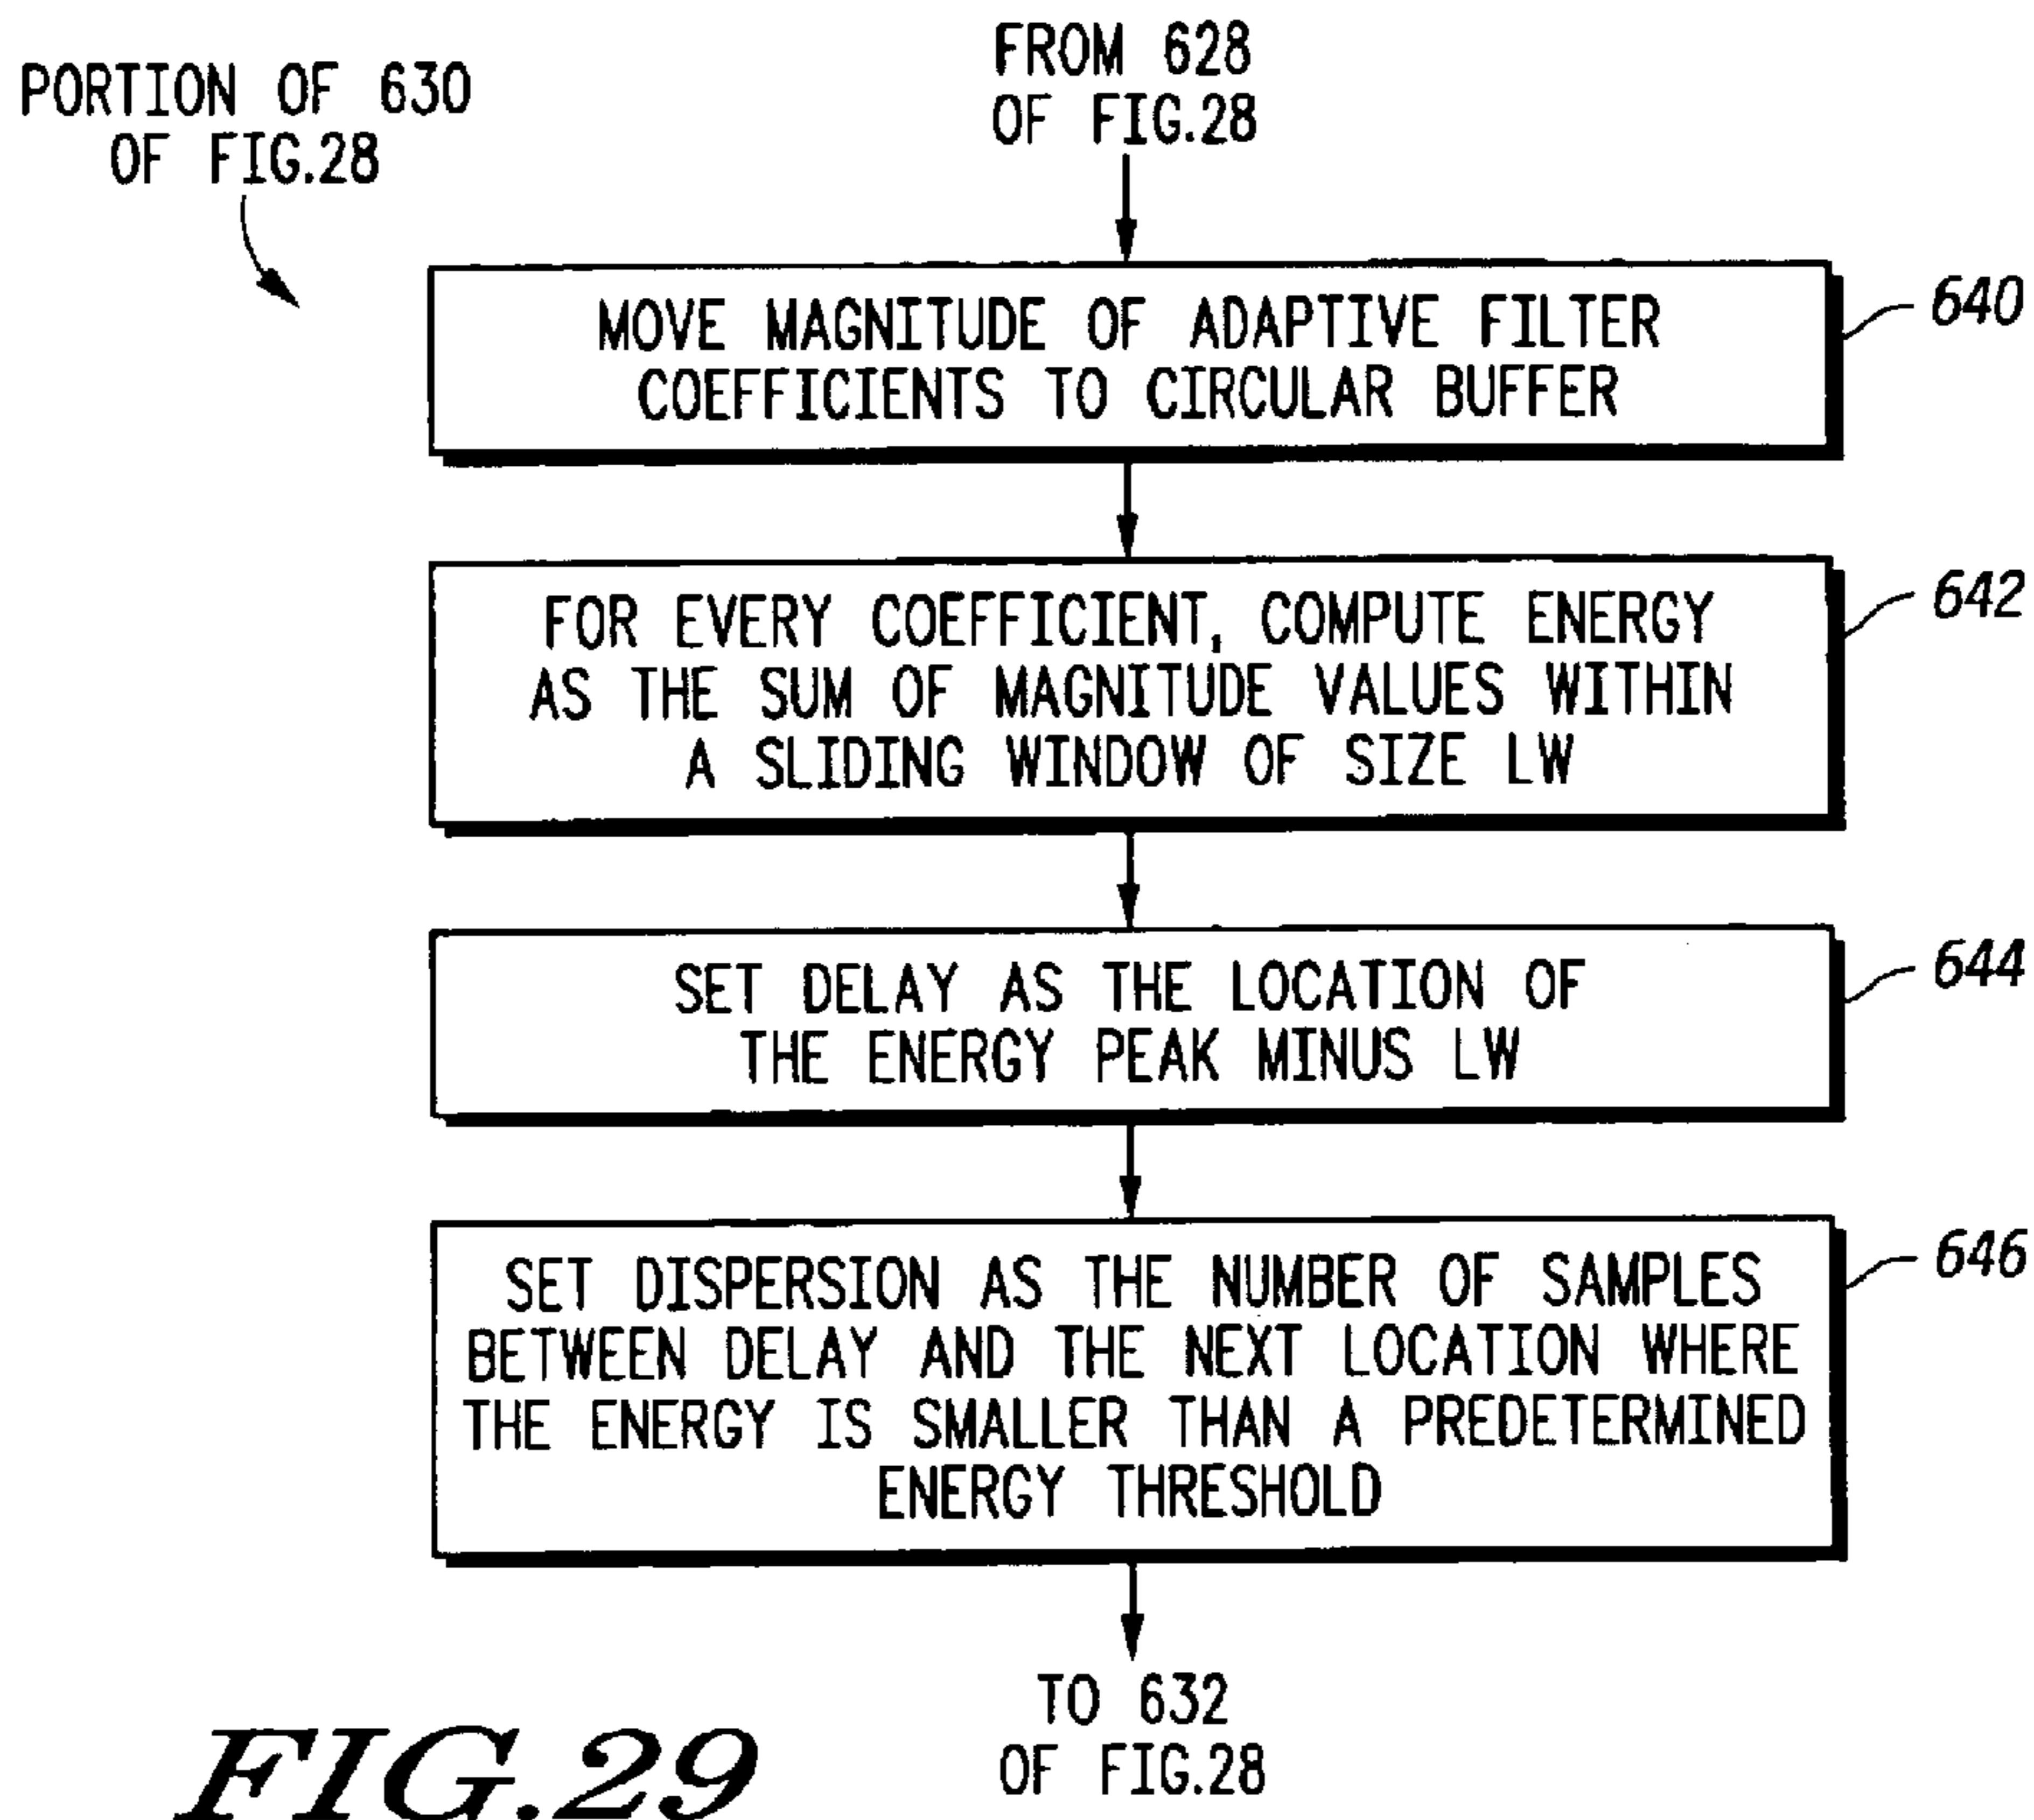 PORTION OF 630
OF FIG.28
FROM 628
OF FIG.28
MOVE MAGNITUDE OF ADAPTIVE FILTER
COEFFICIENTS TO CIRCULAR BUFFER
640
FOR EVERY COEFFICIENT, COMPUTE ENERGY
AS THE SUM OF MAGNITUDE VALUES WITHIN
A SLIDING WINDOW OF SIZE LW
642
SET DELAY AS THE LOCATION OF
THE ENERGY PEAK MINUS LW
644
SET DISPERSION AS THE NUMBER OF SAMPLES
BETWEEN DELAY AND THE NEXT LOCATION WHERE
THE ENERGY IS SMALLER THAN A PREDETERMINED
ENERGY THRESHOLD
646
TO 632
OF FIG.28
FIG.29